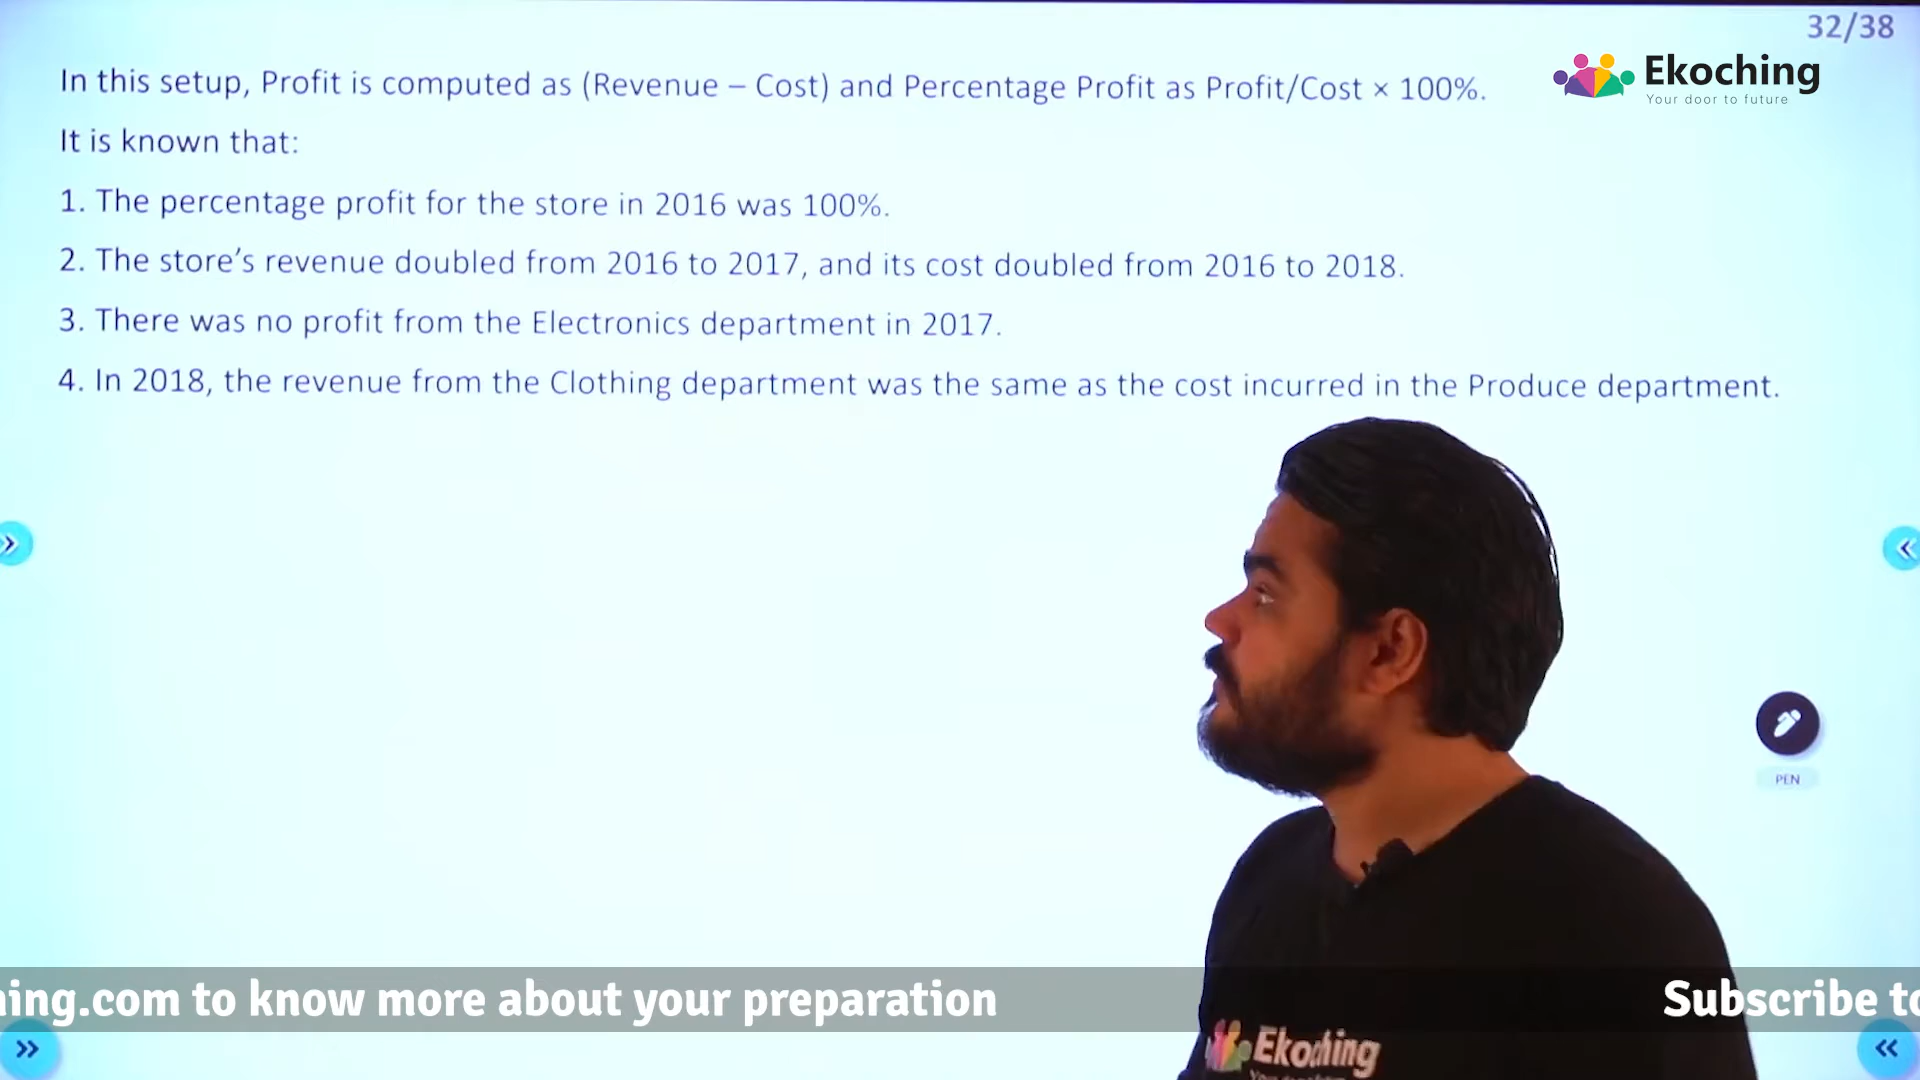 32/38
Ekoching
Your door to future
In this setup, Profit is computed as (Revenue – Cost) and Percentage Profit as Profit/Cost × 100%.
It is known that:
1. The percentage profit for the store in 2016 was 100%.
2. The store’s revenue doubled from 2016 to 2017, and its cost doubled from 2016 to 2018.
3. There was no profit from the Electronics department in 2017.
4. In 2018, the revenue from the Clothing department was the same as the cost incurred in the Produce department.
PEN
ing.com to know more about your preparation
Subscribe to
Ekoching